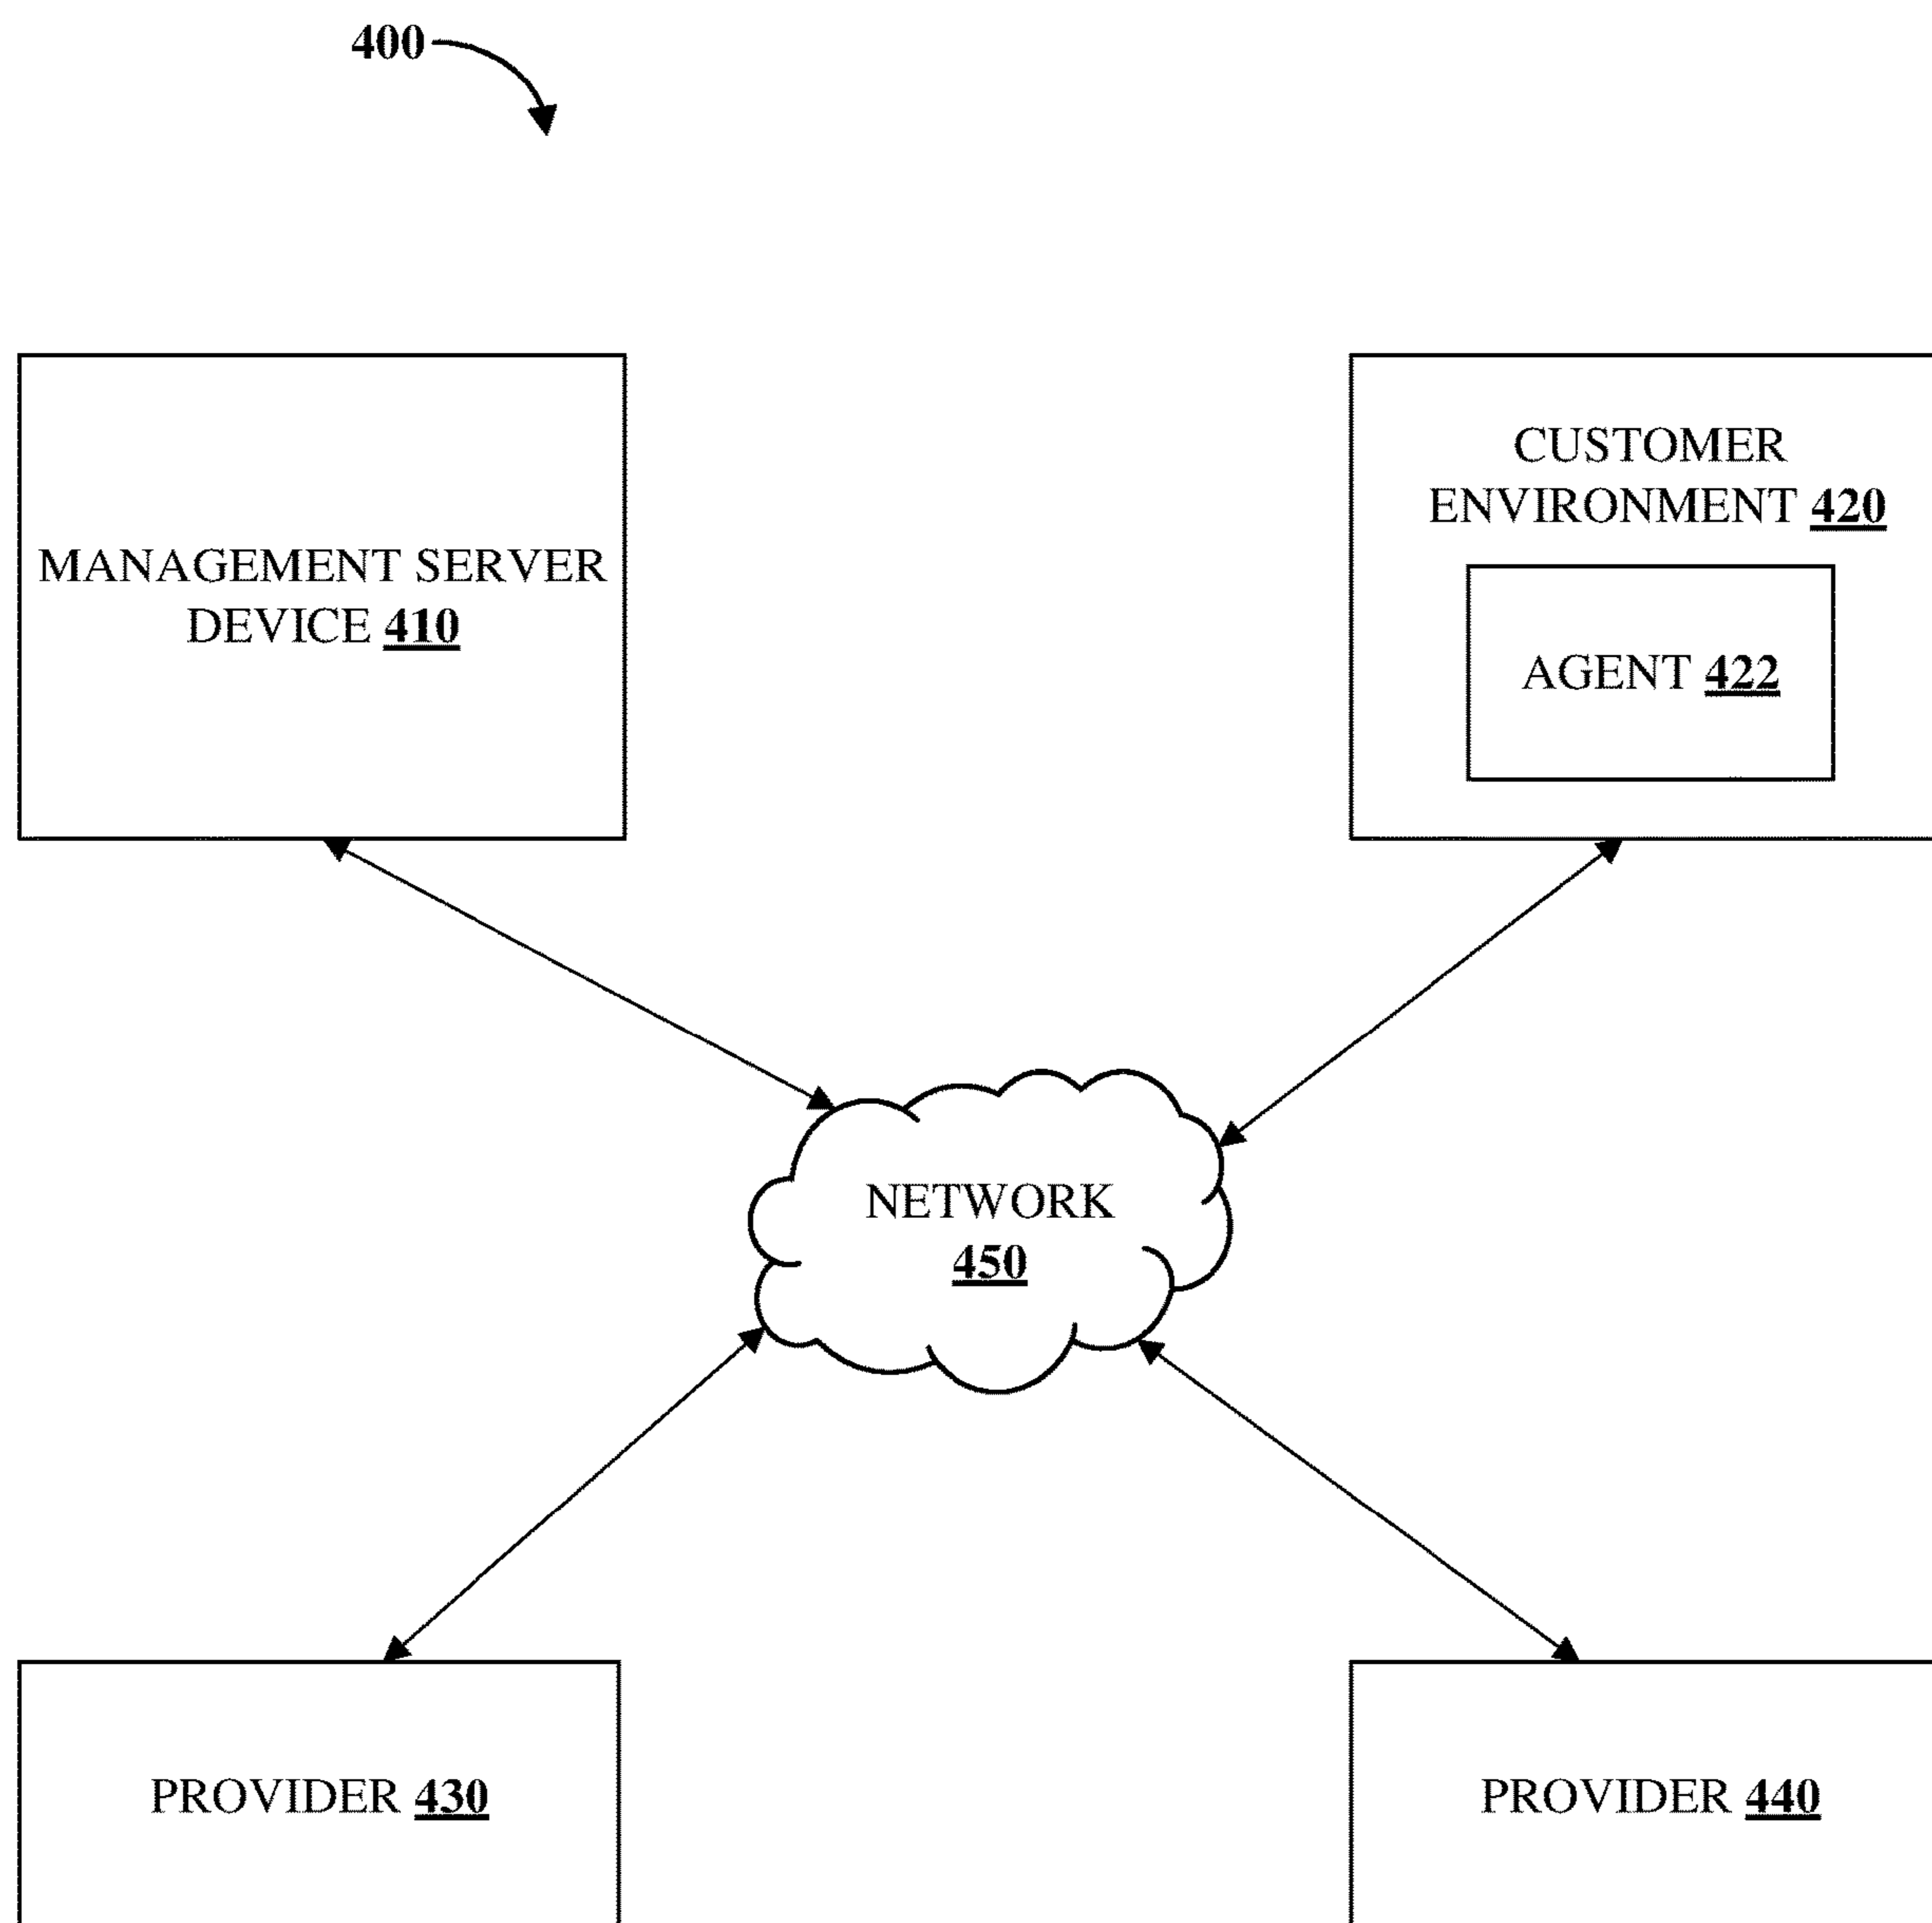 400
MANAGEMENT SERVER
DEVICE 410
CUSTOMER
ENVIRONMENT 420
AGENT 422
NETWORK
450
PROVIDER 430
PROVIDER 440